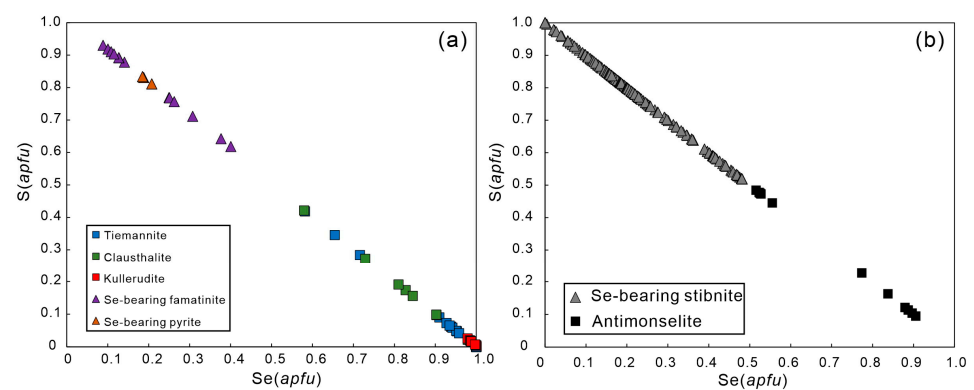 (a)
S(apfu)
1.0
0.9
0.8
0.7
0.6
0.5
0.4
0.3
0.2
0.1
0
Tiemannite
Clausthalite
Kullerudite
Se-bearing famatinite
Se-bearing pyrite
0 0.1 0.2 0.3 0.4 0.5 0.6 0.7 0.8 0.9 1.0
Se(apfu)
(b)
S(apfu)
1.0
0.9
0.8
0.7
0.6
0.5
0.4
0.3
0.2
0.1
0
Se-bearing stibnite
Antimonselite
0 0.1 0.2 0.3 0.4 0.5 0.6 0.7 0.8 0.9 1.0
Se(apfu)